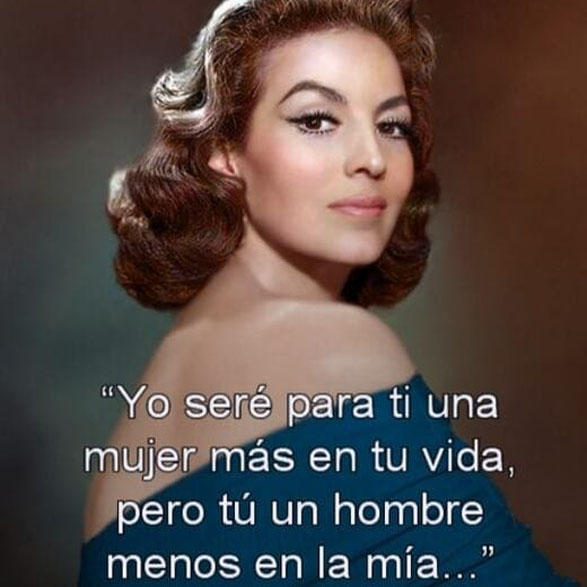 “Yo seré para ti una
mujer más en tu vida,
pero tú un hombre
menos en la mía...”